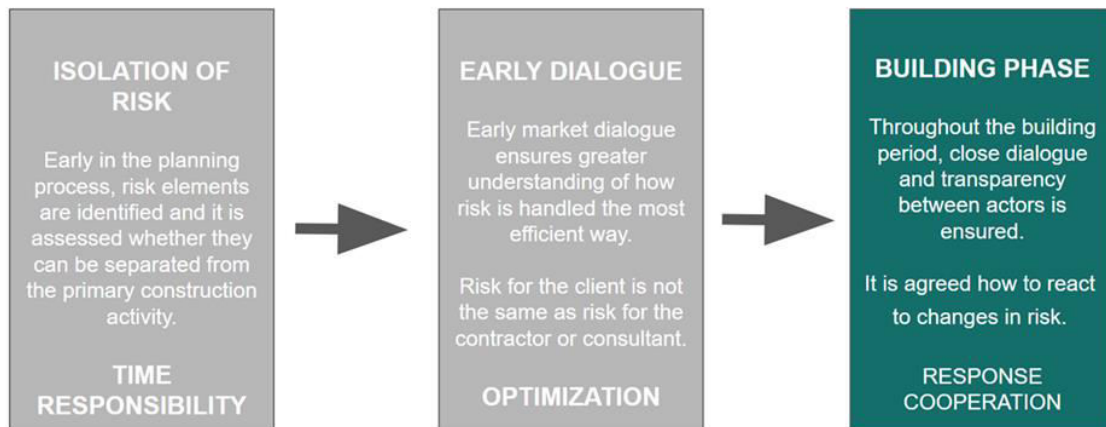 ISOLATION OF
RISK
Early in the planning
process, risk elements
are identified and it is
assessed whether they
can be separated from
the primary construction
activity.
TIME
RESPONSIBILITY
EARLY DIALOGUE
Early market dialogue
ensures greater
understanding of how
risk is handled the most
efficient way.
Risk for the client is not
the same as risk for the
contractor or consultant.
OPTIMIZATION
BUILDING PHASE
Throughout the building
period, close dialogue
and transparency
between actors is
ensured.
It is agreed how to react
to changes in risk.
RESPONSE
COOPERATION